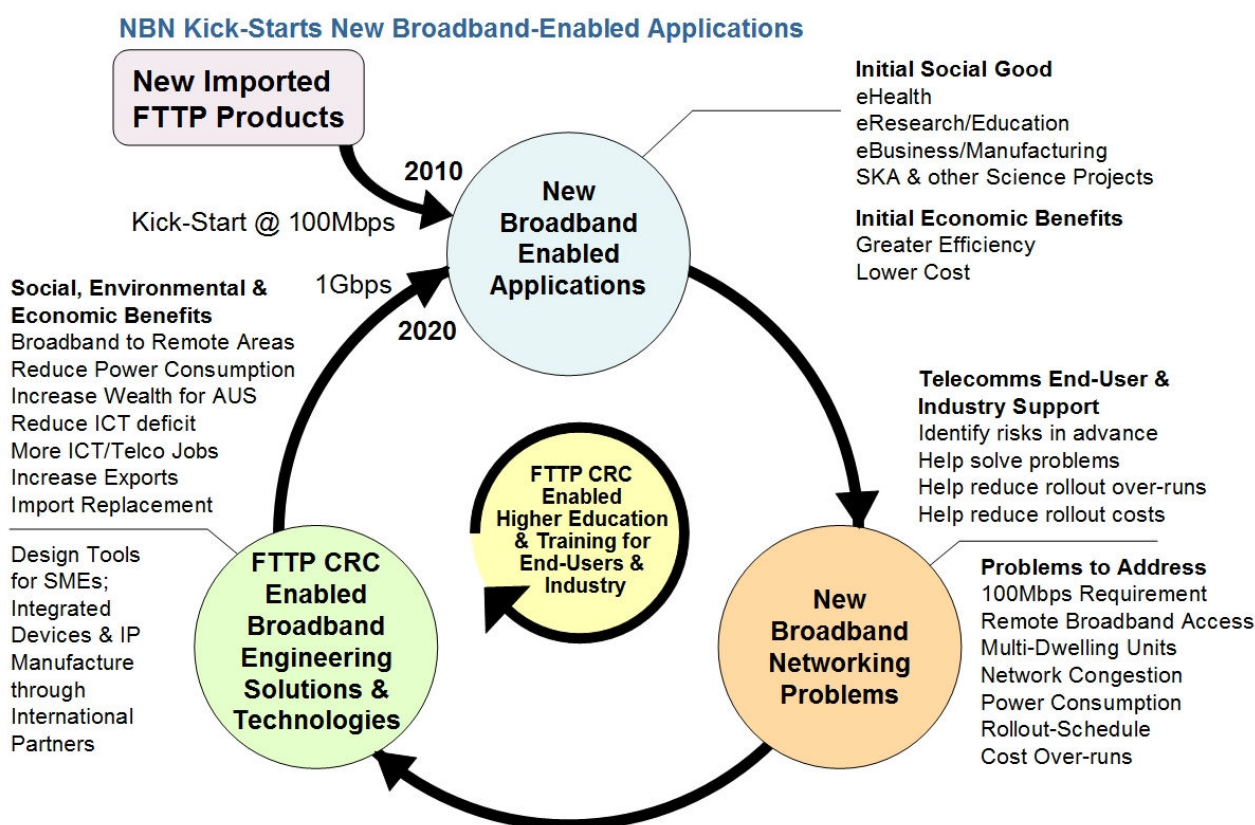 NBN Kick-Starts New Broadband-Enabled Applications
New Imported
FTTP Products
2010
Kick-Start @ 100Mbps
New
Broadband
Enabled
Applications
Initial Social Good
eHealth
eResearch/Education
eBusiness/Manufacturing
SKA & other Science Projects
Initial Economic Benefits
Greater Efficiency
Lower Cost
1Gbps
2020
Social, Environmental &
Economic Benefits
Broadband to Remote Areas
Reduce Power Consumption
Increase Wealth for AUS
Reduce ICT deficit
More ICT/Telco Jobs
Increase Exports
Import Replacement
Telecomms End-User &
Industry Support
Identify risks in advance
Help solve problems
Help reduce rollout over-runs
Help reduce rollout costs
FTTP CRC
Enabled
Higher Education
& Training for
End-Users &
Industry
Design Tools
for SMEs;
Integrated
Devices & IP
Manufacture
through
International
Partners
FTTP CRC
Enabled
Broadband
Engineering
Solutions &
Technologies
New
Broadband
Networking
Problems
Problems to Address
100Mbps Requirement
Remote Broadband Access
Multi-Dwelling Units
Network Congestion
Power Consumption
Rollout-Schedule
Cost Over-runs